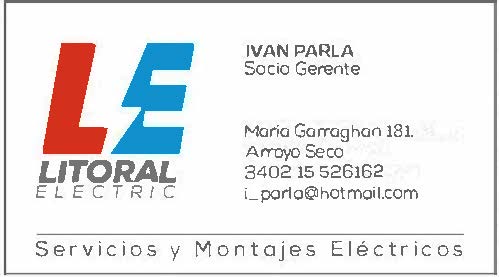 LE
LITORAL
ELECTRIC
IVAN PARLA
Socio Gerente
Maria Garraghan 181.
Arroyo Seco
3402 15 526162
i_parla@hotmail.com
Servicios y Montajes Eléctricos